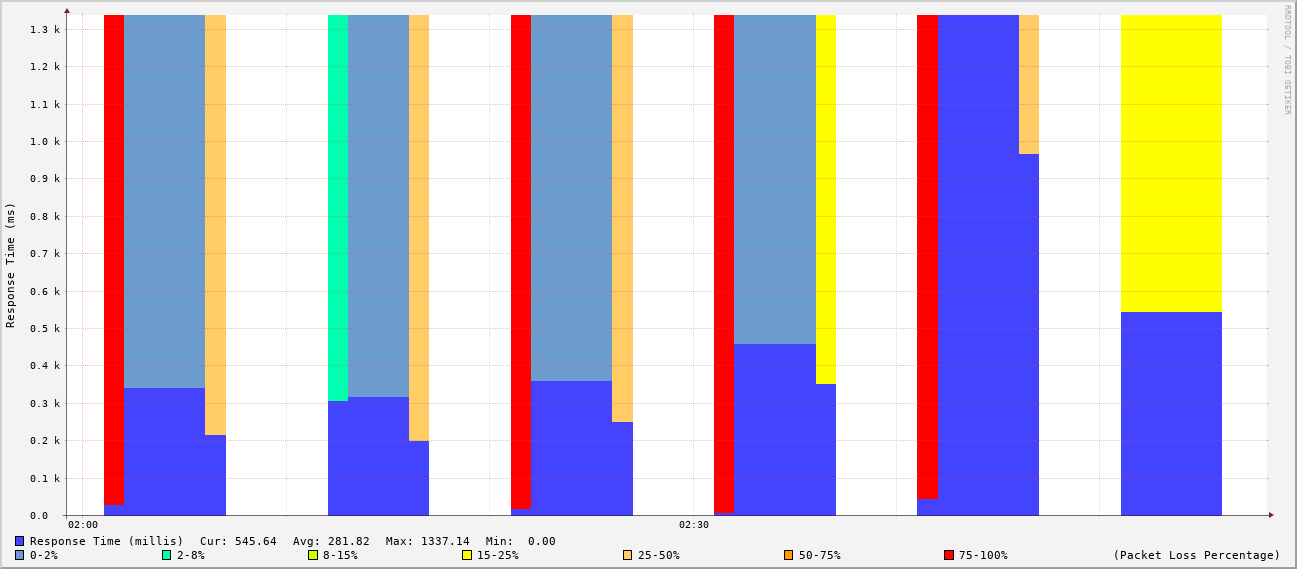 RRDTOOL / TOBI OETIKER
Response Time (ms)
1.3 k
1.2 k
1.1 k
1.0 k
0.9 k
0.8 k
0.7 k
0.6 k
0.5 k
0.4 k
0.3 k
0.2 k
0.1 k
0.0
02:00 02:30
Response Time (millis) Cur: 545.64 Avg: 281.82 Max: 1337.14 Min: 0.00
0-2% 2-8% 8-15% 15-25% 25-50% 50-75% 75-100% (Packet Loss Percentage)